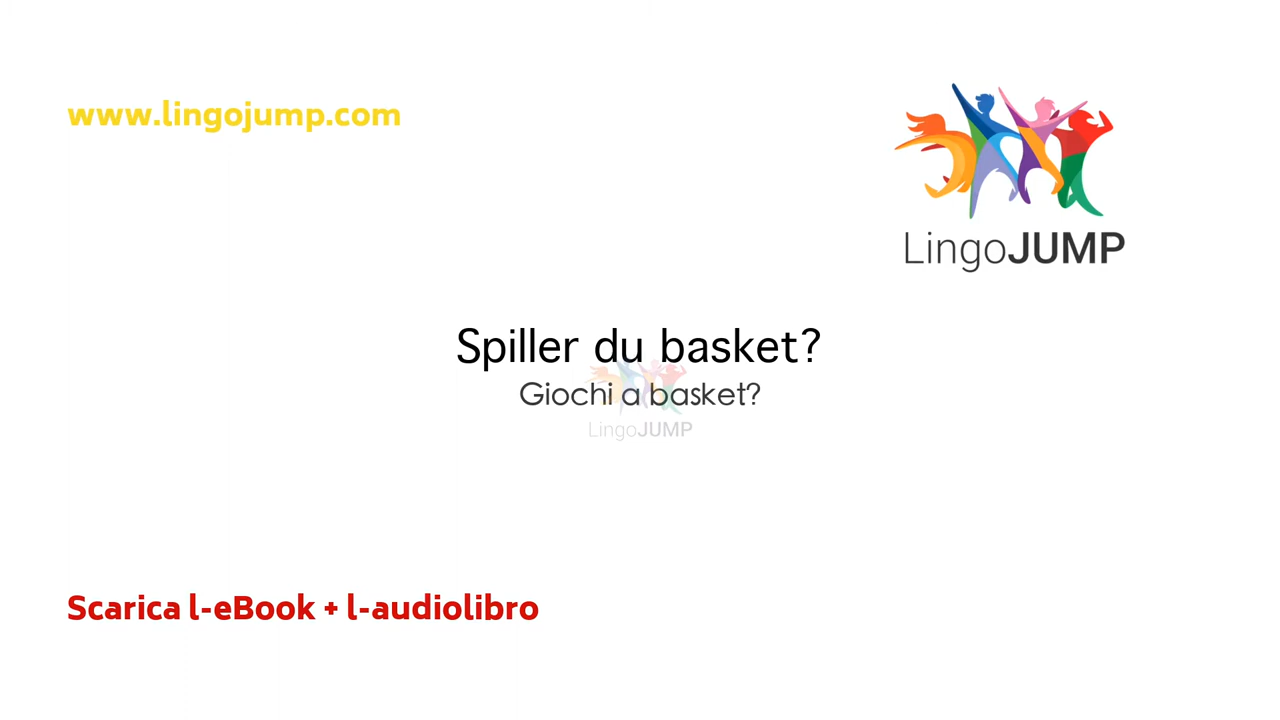 www.lingojump.com
LingoJUMP
Spiller du basket?
Giochi a basket?
LingoJUMP
Scarica l-eBook + l-audiolibro